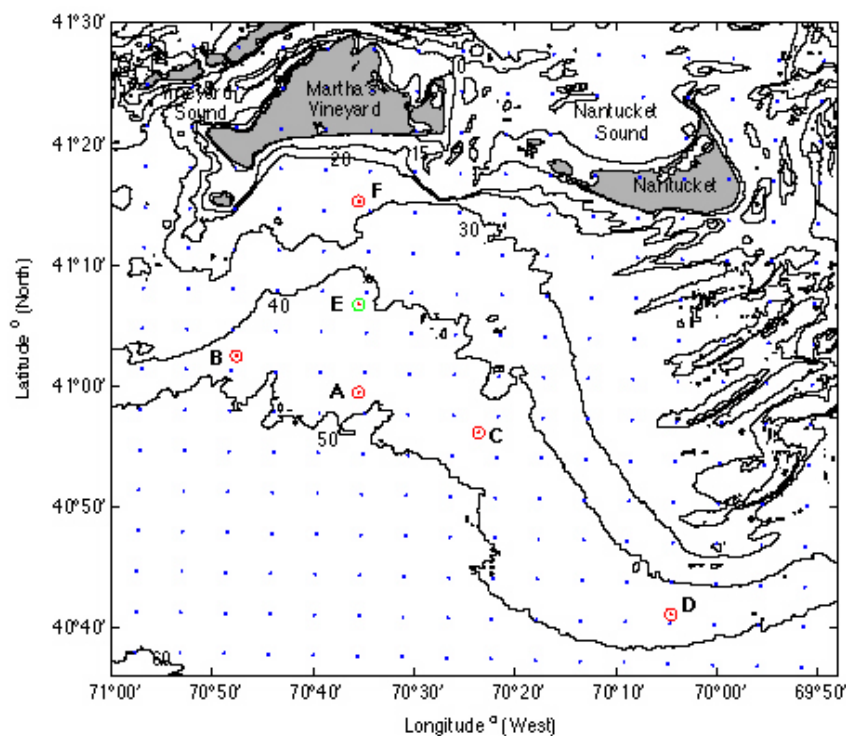 41°30'
41°20'
41°10'
41°00'
40°50'
40°40'
Latitude o (North)
Vineyard
Sound
Martha's
Vineyard
Nantucket
Sound
Nantucket
10
15
20
F
30
40
E
B
A
50
C
D
60
71°00'
70°50'
70°40'
70°30'
70°20'
70°10'
70°00'
69°50'
Longitude o (West)